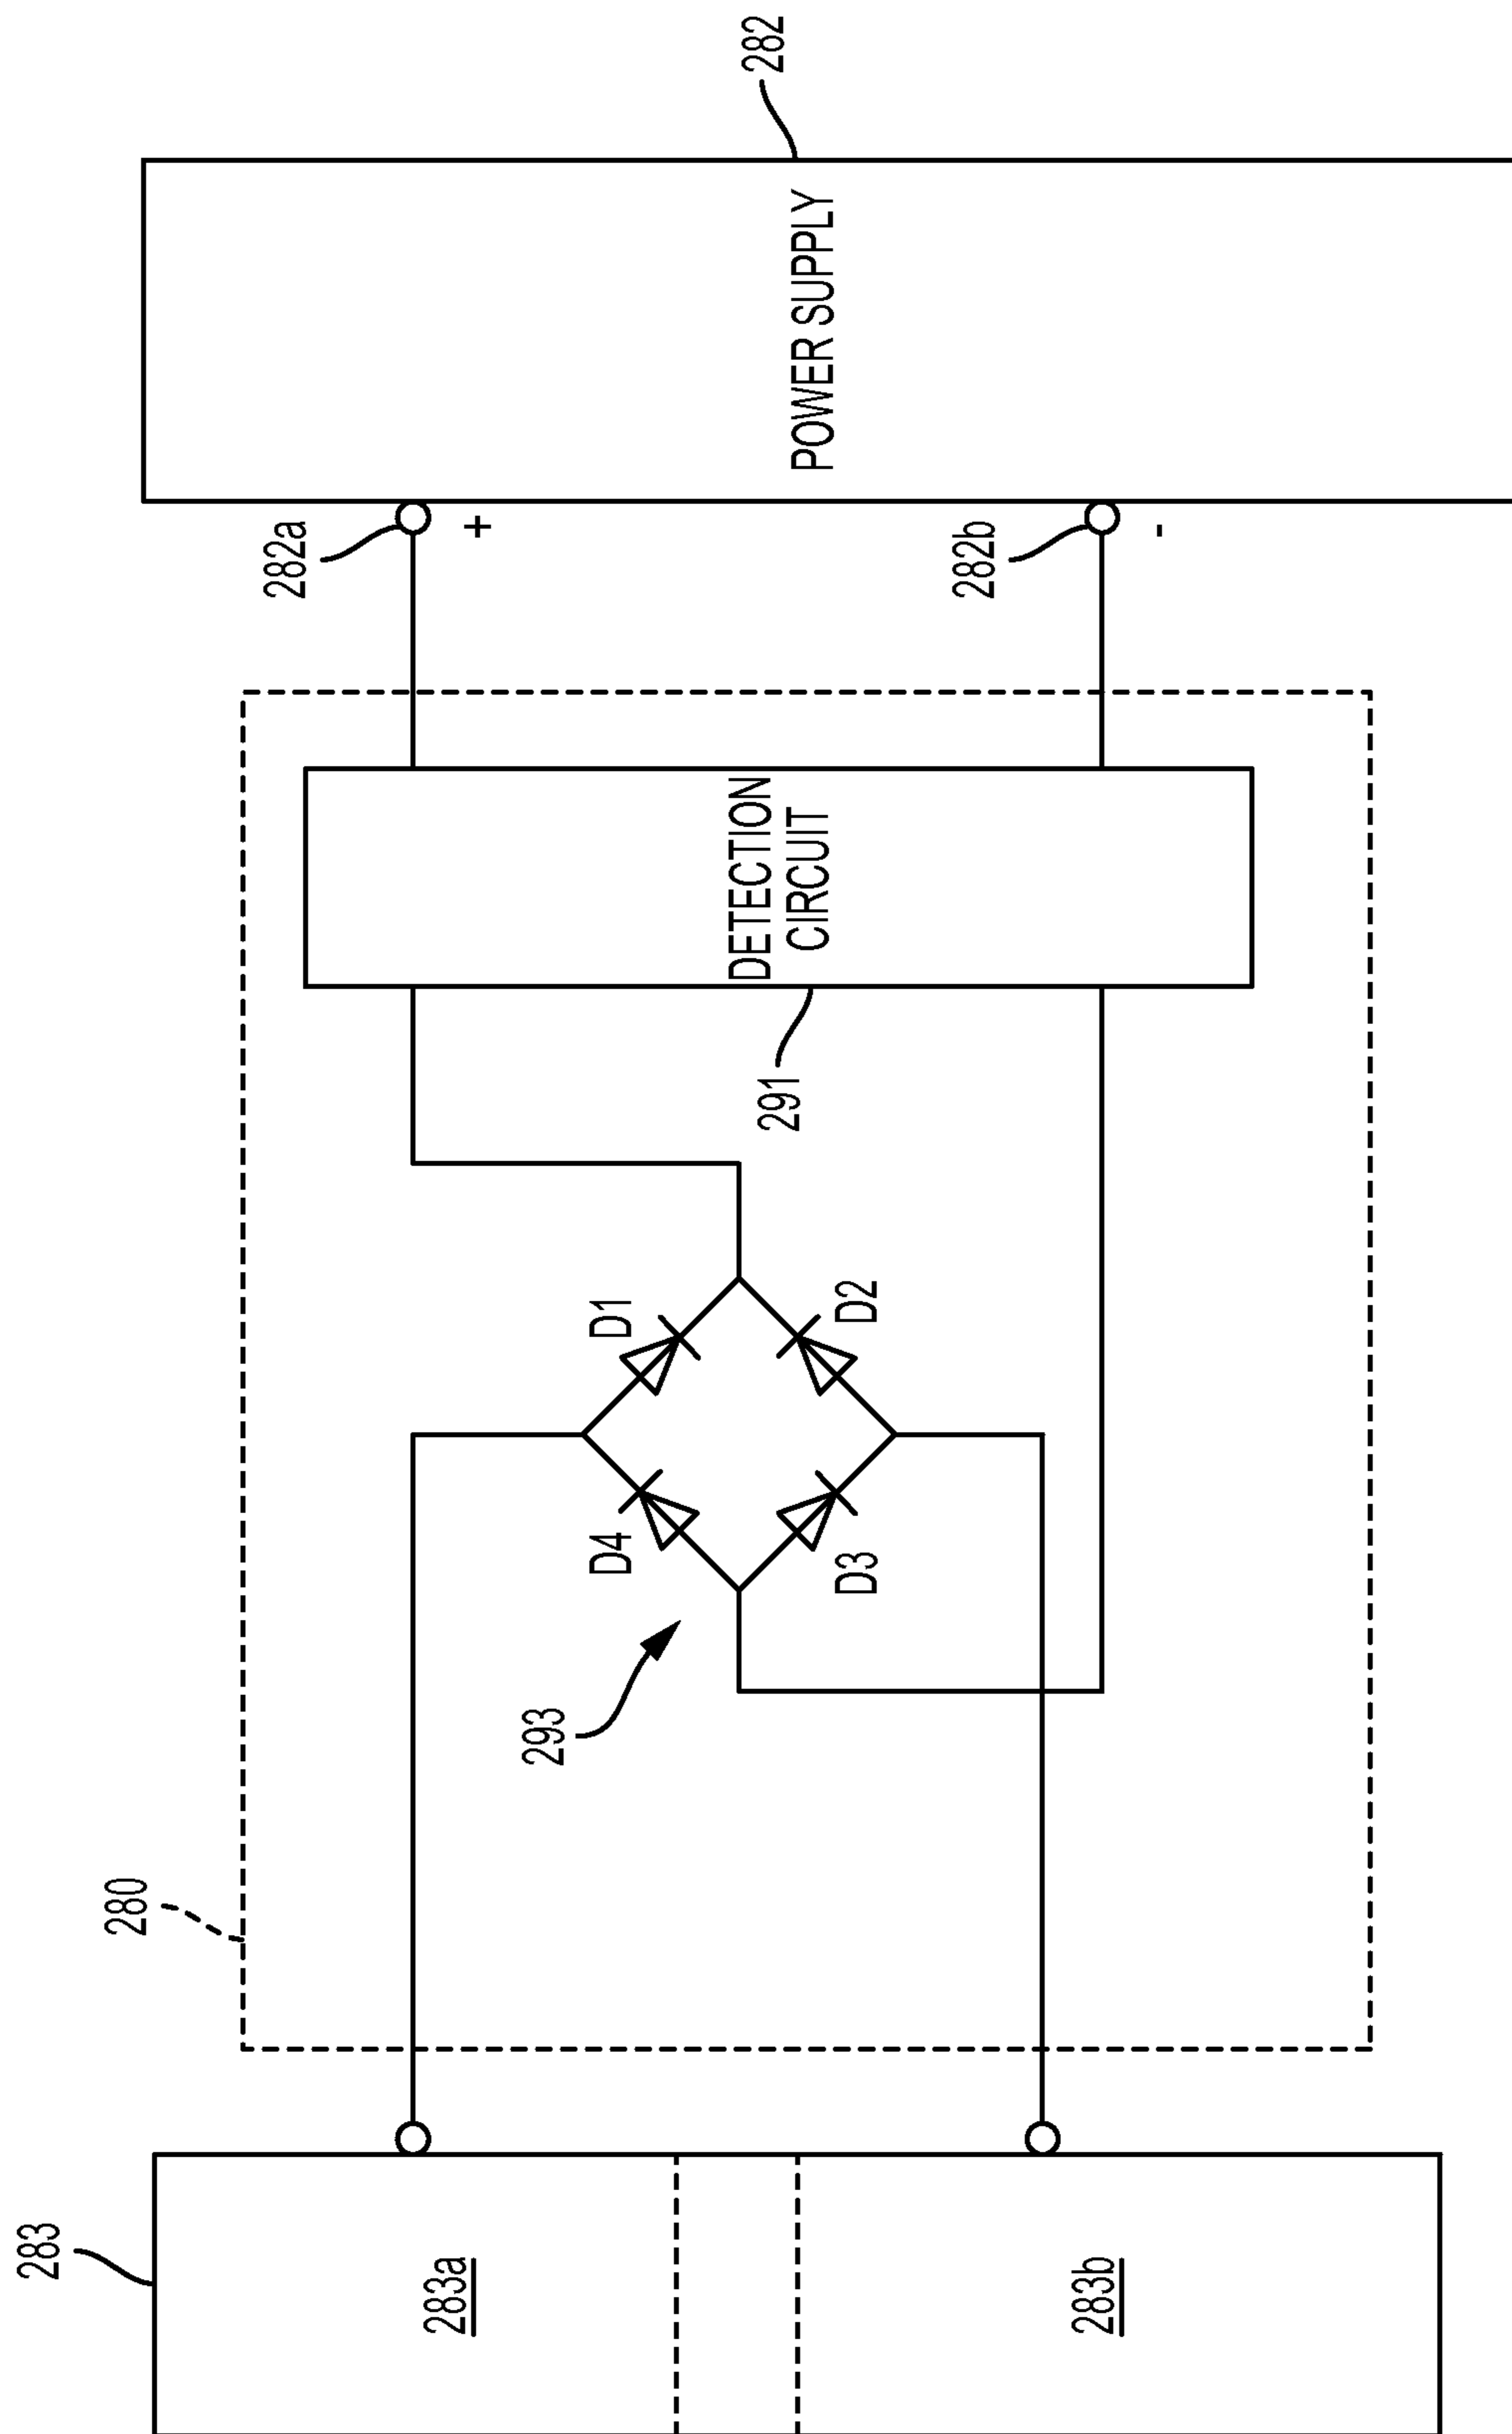 283
283a
283b
280
293
D4
D3
D1
D2
291
DETECTION
CIRCUIT
282a
+
282b
-
POWER SUPPLY
282